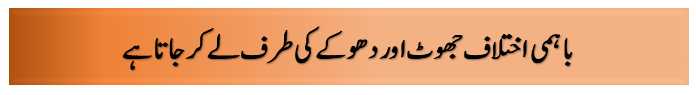 باہمی اختلاف جھوٹ اور دھوکے کی طرف لے کر جاتا ہے